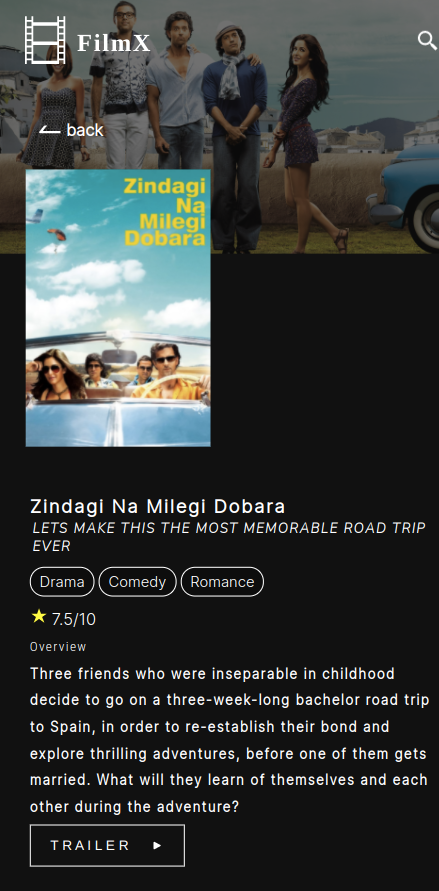 FilmX
back
Zindagi
Na
Milegi
Dobara
Zindagi Na Milegi Dobara
LETS MAKE THIS THE MOST MEMORABLE ROAD TRIP
EVER
Drama Comedy Romance
7.5/10
Overview
Three friends who were inseparable in childhood
decide to go on a three-week-long bachelor road trip
to Spain, in order to re-establish their bond and
explore thrilling adventures, before one of them gets
married. What will they learn of themselves and each
other during the adventure?
TRAILER